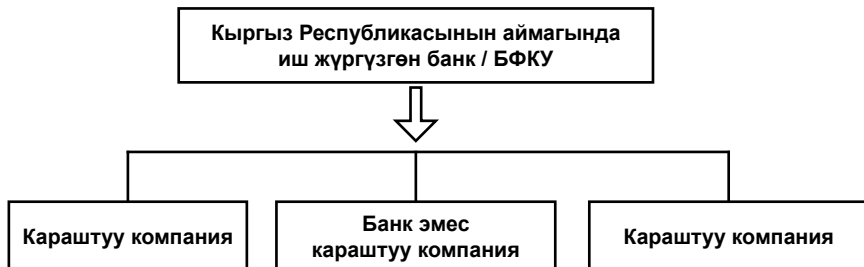 Кыргыз Республикасынын аймагында
иш жүргүзгөн банк / БФКУ
Караштуу компания
Банк эмес
караштуу компания
Караштуу компания